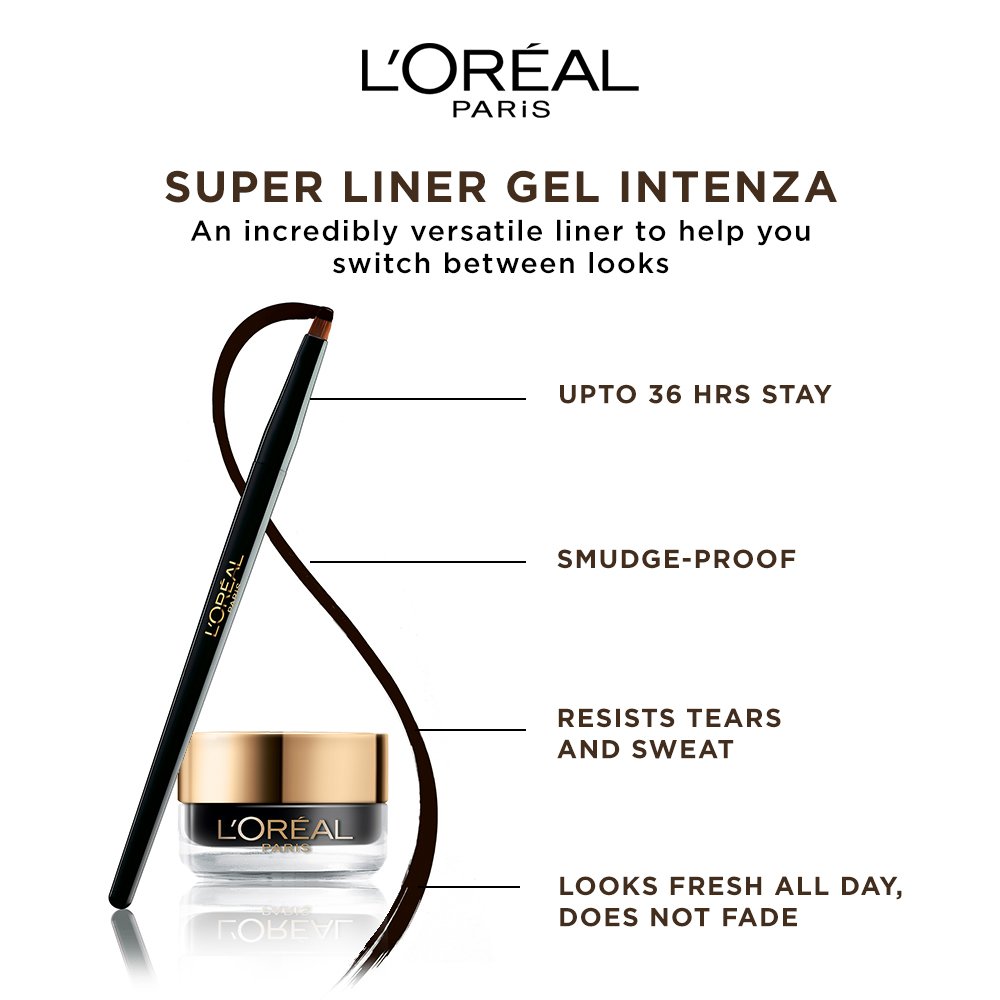 L'ORÉAL
PARiS
SUPER LINER GEL INTENZA
An incredibly versatile liner to help you
switch between looks
UPTO 36 HRS STAY
SMUDGE-PROOF
L'ORÉAL
PARIS
RESISTS TEARS
AND SWEAT
L'ORÉAL
PARIS
LOOKS FRESH ALL DAY,
DOES NOT FADE